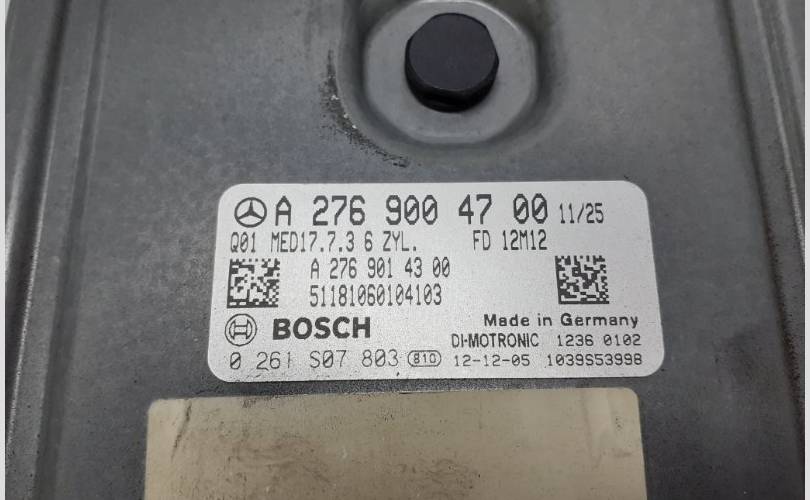 A 276 900 47 00 11/25
Q01 MED17.7.3 6 ZYL. FD 12M12
A 276 901 43 00
51181060104103
BOSCH Made in Germany
DI-MOTRONIC 1236 0102
0 261 S07 803 810 12-12-05 1039S53998